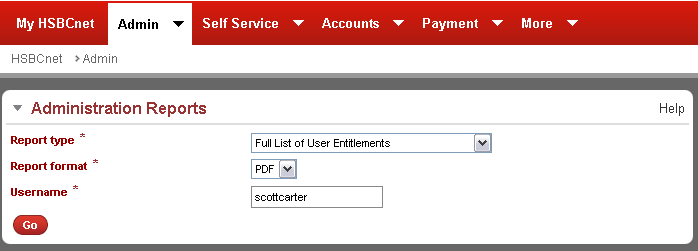 My HSBCnet Admin Self Service Accounts Payment More
HSBCnet > Admin
Administration Reports Help
Report type * Full List of User Entitlements
Report format * PDF
Username * scottcarter
Go